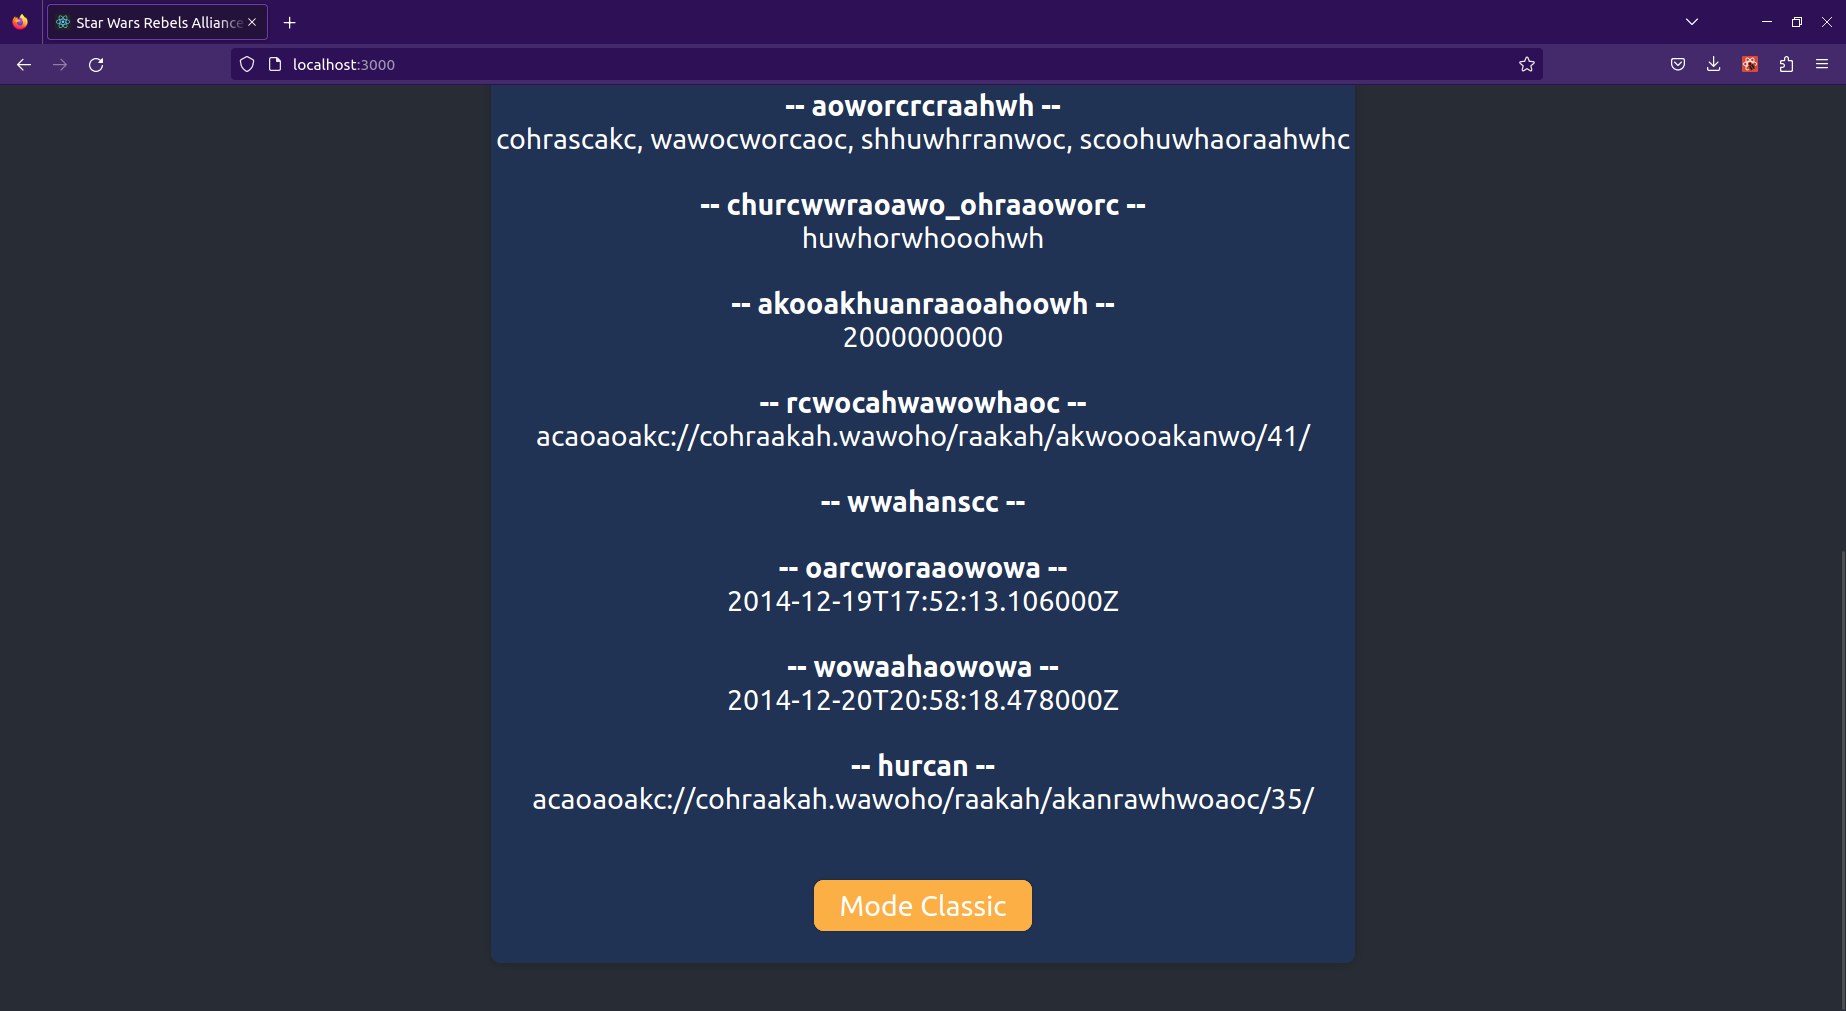 Star Wars Rebels Alliance
localhost:3000
-- aoworcrcraahwh --
cohrascakc, wawocworcaoc, shhuwhrranwoc, scoohuwhaoraahwhc
-- churcwwraoawo_ohraaoworc --
huwhorwhooohwh
-- akooakhuanraaoahoowh --
2000000000
-- rcwocahwawowhaoc --
acaoaoakc://cohraakah.wawoho/raakah/akwoooakanwo/41/
-- wwahanscc --
-- oarcworaaowowa --
2014-12-19T17:52:13.106000Z
-- wowaahaowowa --
2014-12-20T20:58:18.478000Z
-- hurcan --
acaoaoakc://cohraakah.wawoho/raakah/akanrawhwoaoc/35/
Mode Classic